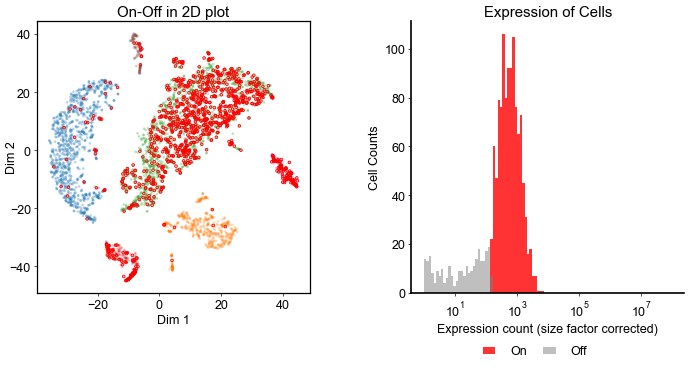 On-Off in 2D plot
Dim 2
40
20
0
−20
−40
−20 0 20 40
Dim 1
Expression of Cells
Cell Counts
100
80
60
40
20
0
10^1 10^3 10^5 10^7
Expression count (size factor corrected)
On Off